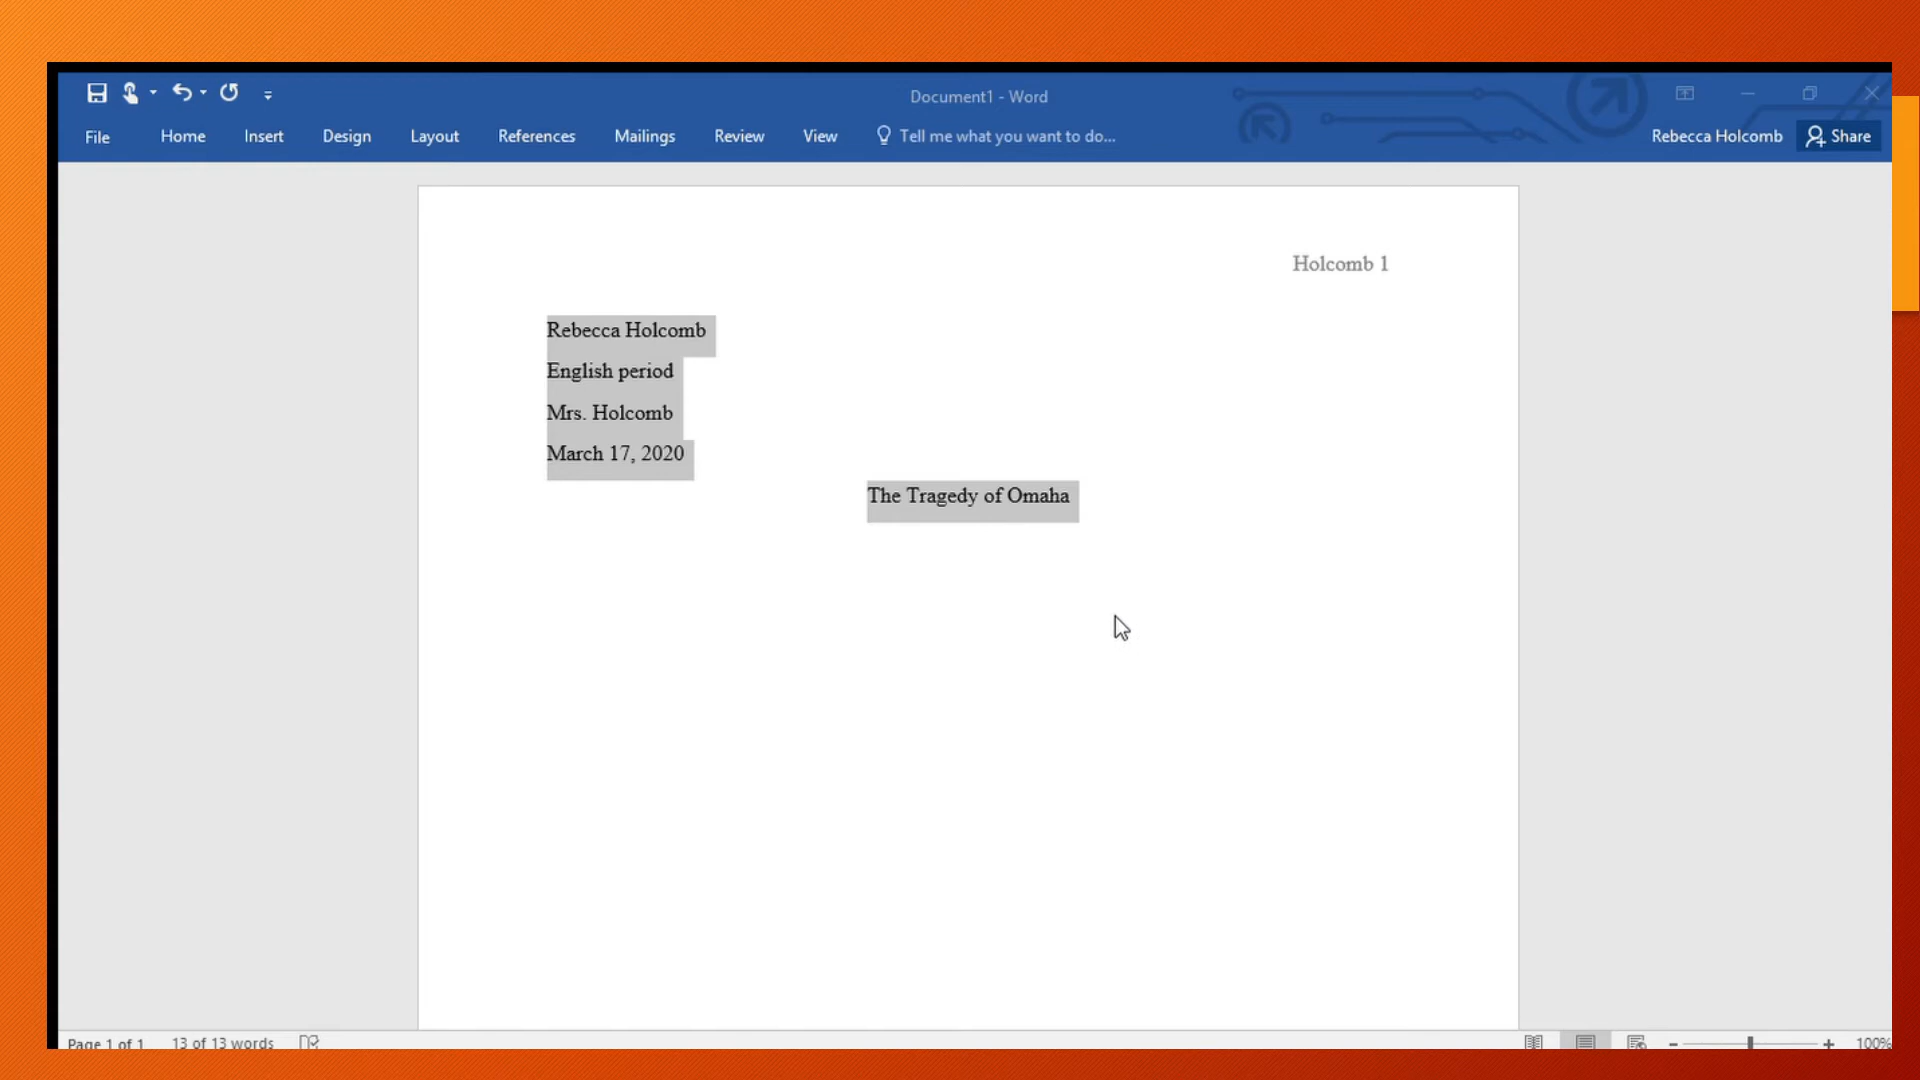 Document1 - Word
File Home Insert Design Layout References Mailings Review View Tell me what you want to do... Rebecca Holcomb Share
Holcomb 1
Rebecca Holcomb
English period
Mrs. Holcomb
March 17, 2020
The Tragedy of Omaha
Page 1 of 1 13 of 13 words 100%